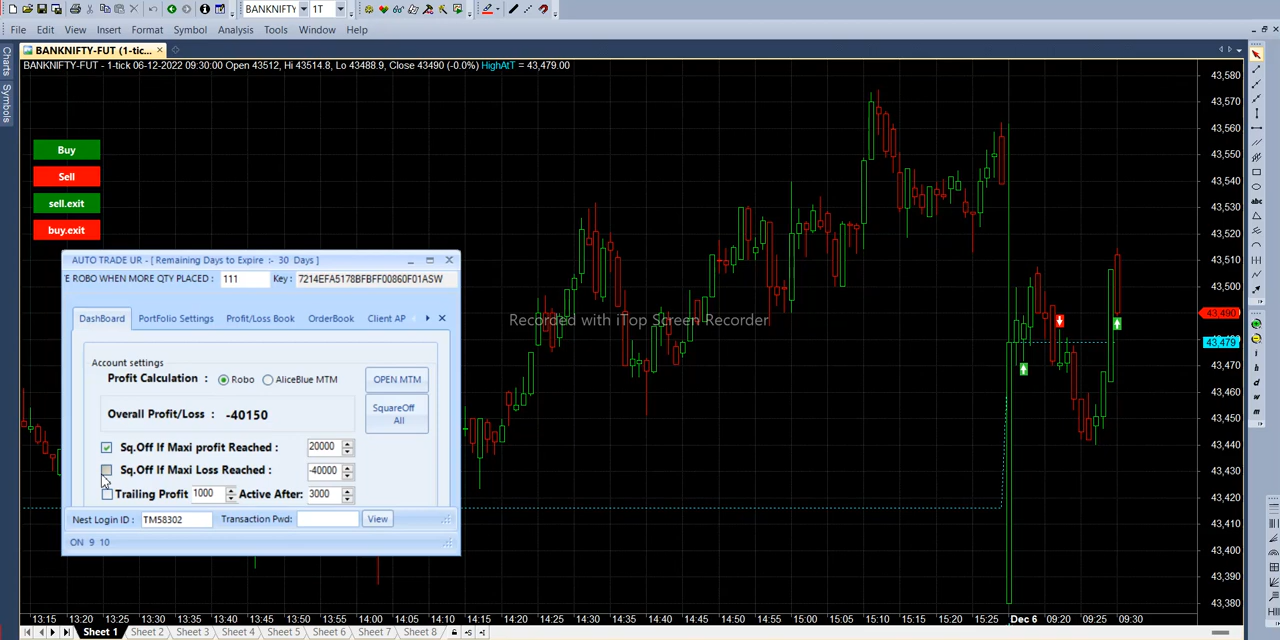 BANKNIFTY
1T
File Edit View Insert Format Symbol Analysis Tools Window Help
Charts
Symbols
BANKNIFTY-FUT (1-tick...
BANKNIFTY-FUT (1-tick 06-12-2022 09:30:00 Open 43512, Hi 43514.8, Lo 43488.9, Close 43490 (-0.0%) HighAtT = 43,479.00
Buy
Sell
sell.exit
buy.exit
AUTO TRADE UR - [ Remaining Days to Expire :- 30 Days ]
E ROBO WHEN MORE QTY PLACED : 111 Key : 7214EFA5178BFBFF00860F01ASW
DashBoard PortFolio Settings Profit/Loss Book OrderBook Client AP
Account settings
Profit Calculation : Robo AliceBlue MTM OPEN MTM
Overall Profit/Loss : -40150
SquareOff
All
Sq.Off If Maxi profit Reached : 20000
Sq.Off If Maxi Loss Reached : -40000
Trailing Profit 1000 Active After: 3000
Nest Login ID : TM58302 Transaction Pwd: View
ON 9 10
Recorded with iTop Screen Recorder
43,580
43,570
43,560
43,550
43,540
43,530
43,520
43,510
43,500
43,490
43,479
43,470
43,460
43,450
43,440
43,430
43,420
43,410
43,400
43,390
43,380
abc
i
h
d
w
m
13:15 13:20 13:25 13:30 13:35 13:40 13:45 13:50 13:55 14:00 14:05 14:10 14:15 14:20 14:25 14:30 14:35 14:40 14:45 14:50 14:55 15:00 15:05 15:10 15:15 15:20 15:25 Dec 6 09:20 09:25 09:30
Sheet 1 Sheet 2 Sheet 3 Sheet 4 Sheet 5 Sheet 6 Sheet 7 Sheet 8